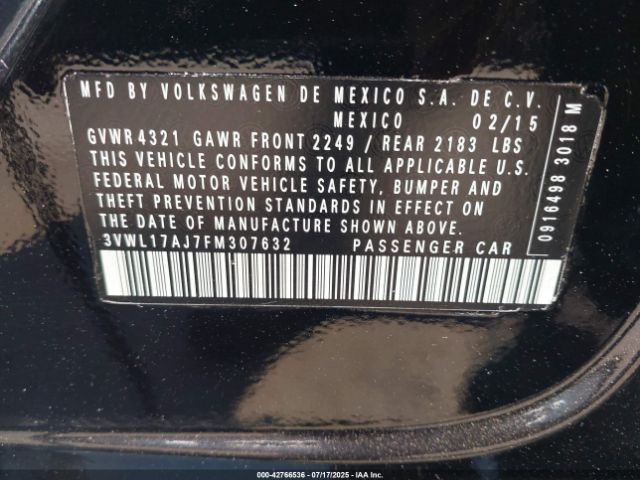 MFD BY VOLKSWAGEN DE MEXICO S.A. DE C.V.
MEXICO 02/15
GVWR 4321 GAWR FRONT 2249 / REAR 2183 LBS
THIS VEHICLE CONFORMS TO ALL APPLICABLE U.S.
FEDERAL MOTOR VEHICLE SAFETY, BUMPER AND
THEFT PREVENTION STANDARDS IN EFFECT ON
THE DATE OF MANUFACTURE SHOWN ABOVE.
3VWL17AJ7FM307632 PASSENGER CAR
0916498 3018 M
000-42766536 - 07/17/2025 - IAA Inc.